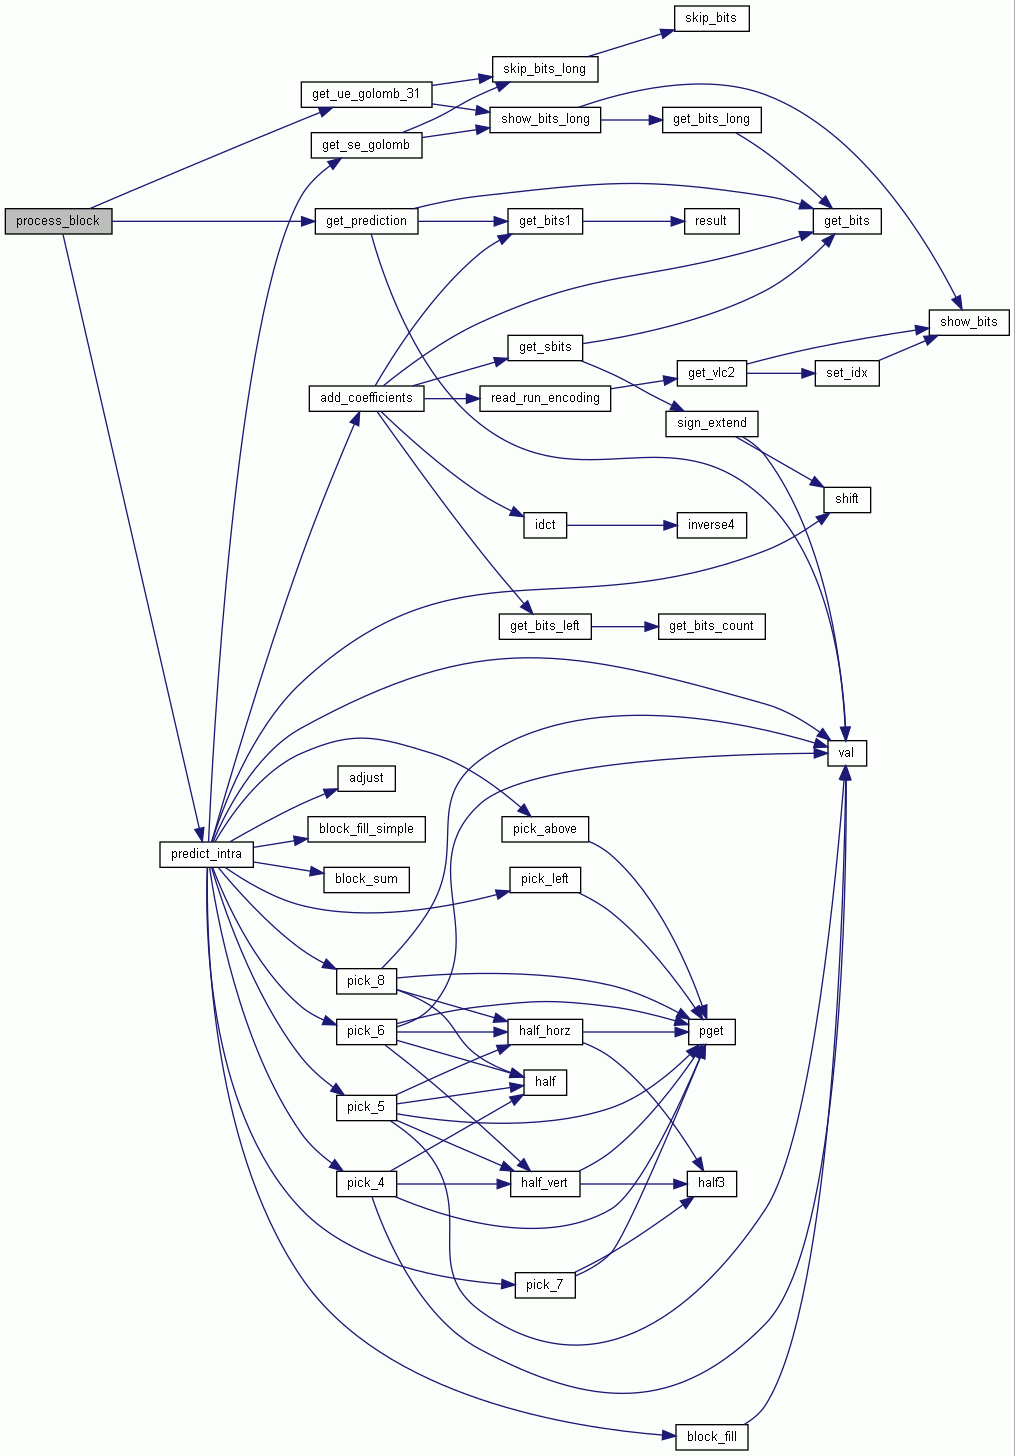 skip_bits
skip_bits_long
get_ue_golomb_31
show_bits_long
get_bits_long
get_se_golomb
process_block
get_prediction
get_bits1
result
get_bits
show_bits
get_sbits
get_vlc2
set_idx
add_coefficients
read_run_encoding
sign_extend
shift
idct
inverse4
get_bits_left
get_bits_count
val
adjust
block_fill_simple
pick_above
predict_intra
block_sum
pick_left
pick_8
pick_6
half_horz
pget
half
pick_5
pick_4
half_vert
half3
pick_7
block_fill